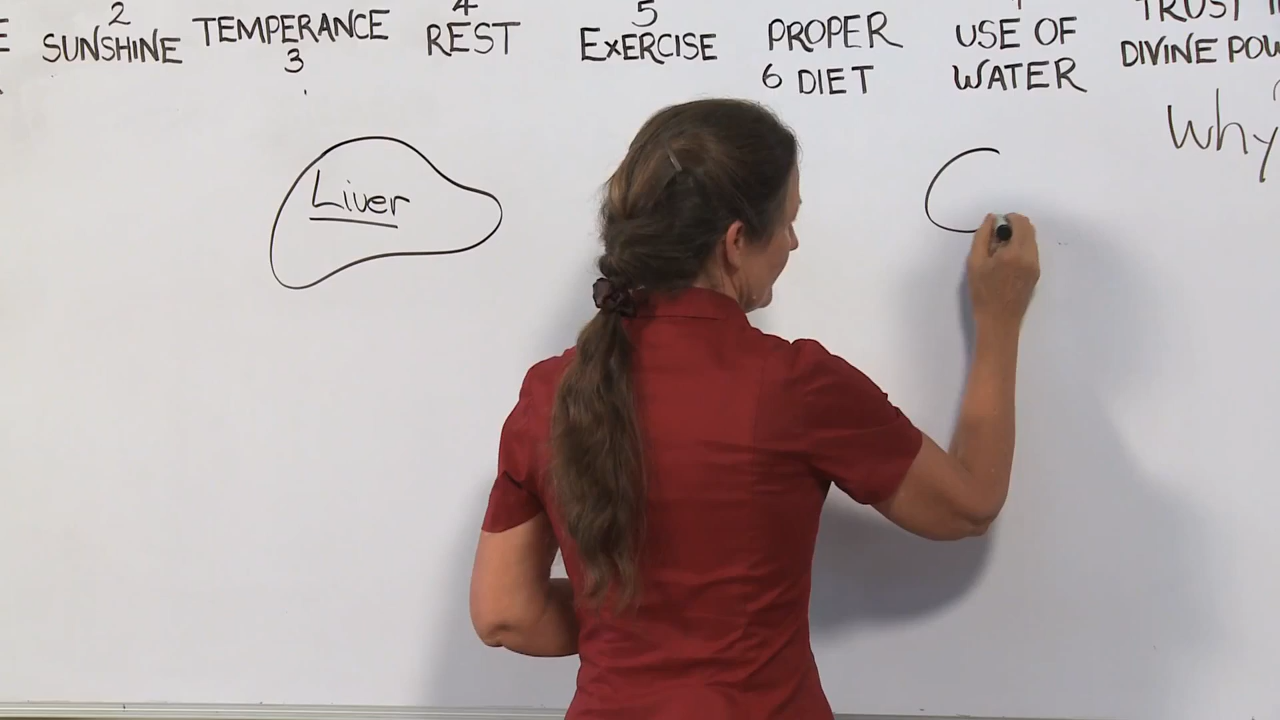 2
SUNSHINE
TEMPERANCE
3
4
REST
5
EXERCISE
PROPER
6 DIET
USE OF
WATER
TRUST
DIVINE
Why
Liver